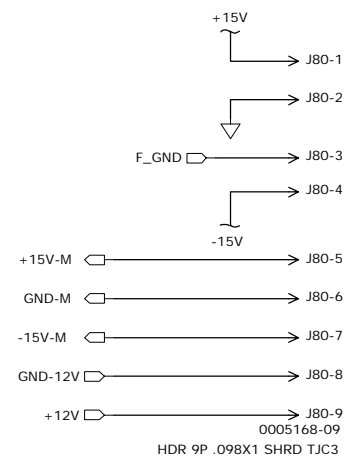 +15V
J80-1
J80-2
F_GND J80-3
J80-4
-15V
+15V-M J80-5
GND-M J80-6
-15V-M J80-7
GND-12V J80-8
+12V J80-9
0005168-09
HDR 9P .098X1 SHRD TJC3